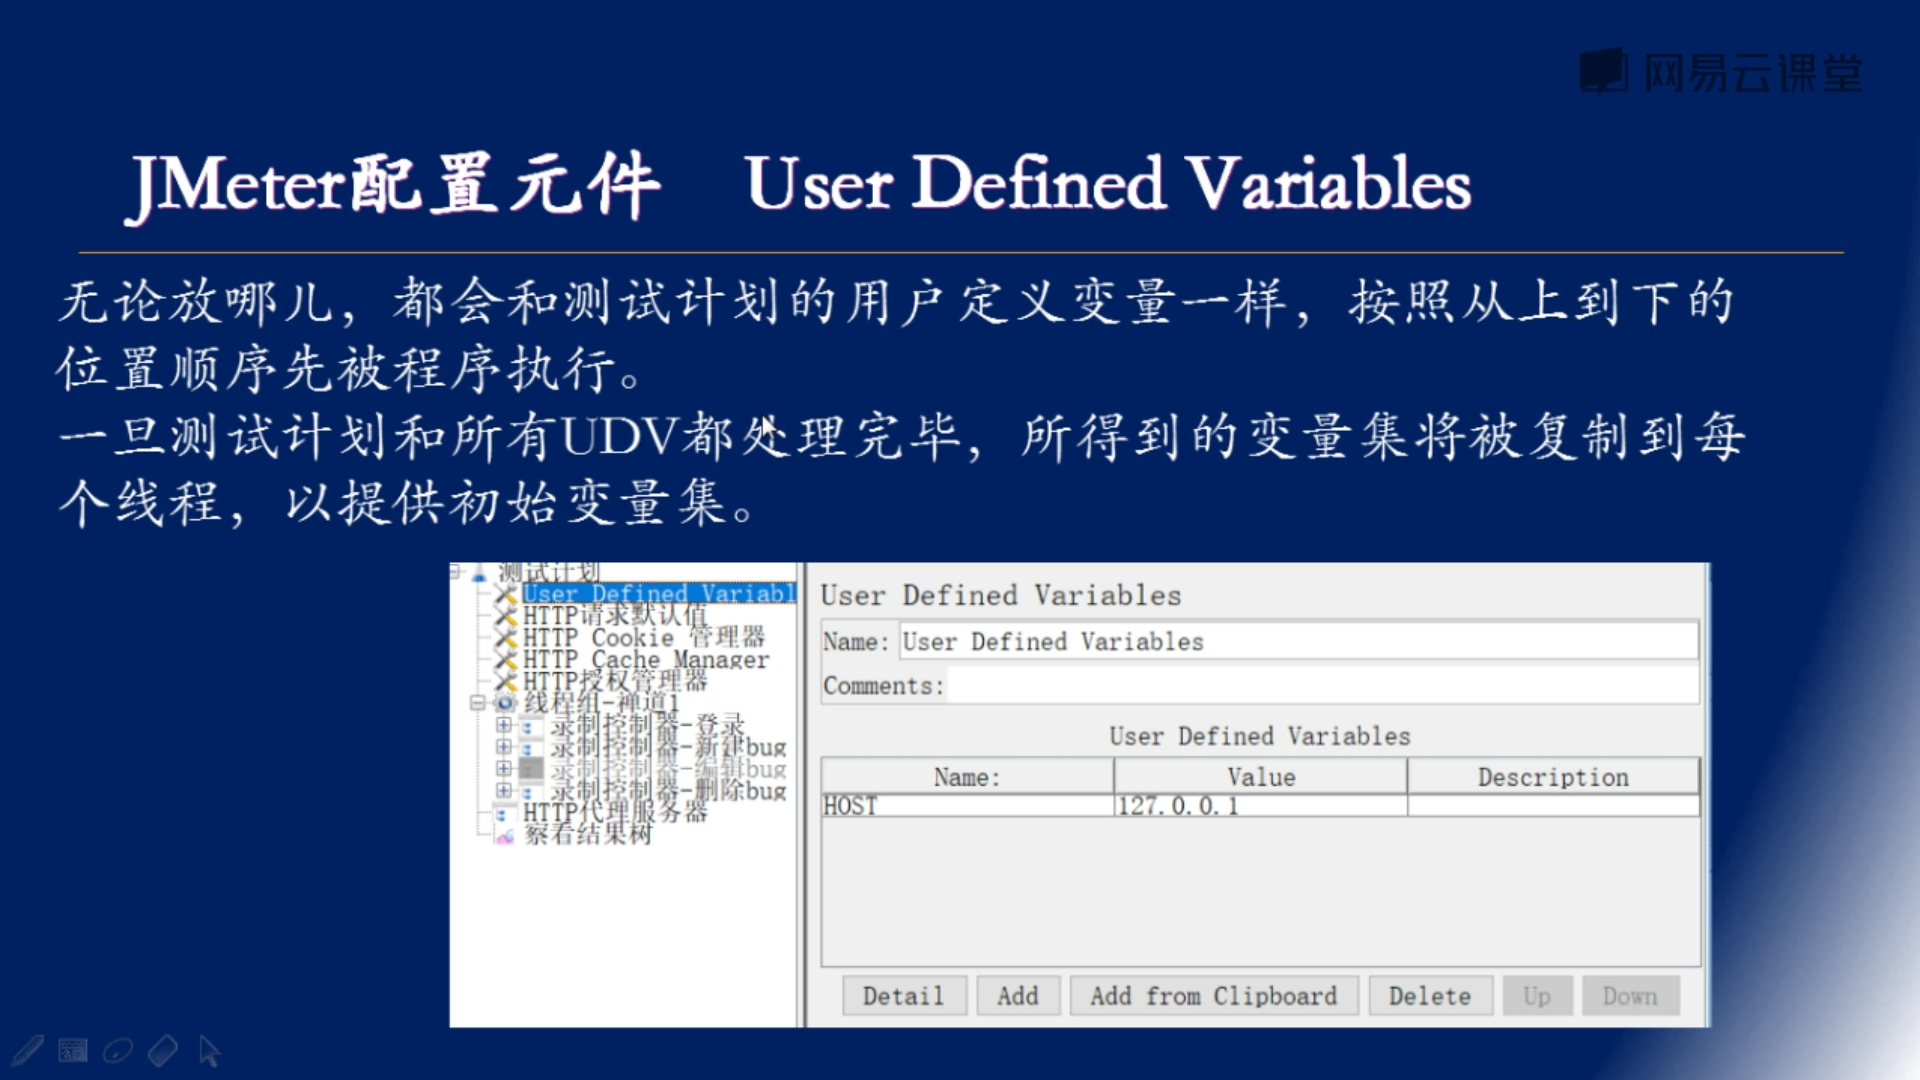 网易云课堂
JMeter配置元件 User Defined Variables
无论放哪儿，都会和测试计划的用户定义变量一样，按照从上到下的
位置顺序先被程序执行。
一旦测试计划和所有UDV都处理完毕，所得到的变量集将被复制到每
个线程，以提供初始变量集。
测试计划
User Defined Variabl
HTTP请求默认值
HTTP Cookie 管理器
HTTP Cache Manager
HTTP授权管理器
线程组-禅道1
录制控制器-登录
录制控制器-新建bug
录制控制器-编辑bug
录制控制器-删除bug
HTTP代理服务器
察看结果树
User Defined Variables
Name: User Defined Variables
Comments:
User Defined Variables
Name: Value Description
HOST 127.0.0.1
Detail Add Add from Clipboard Delete Up Down